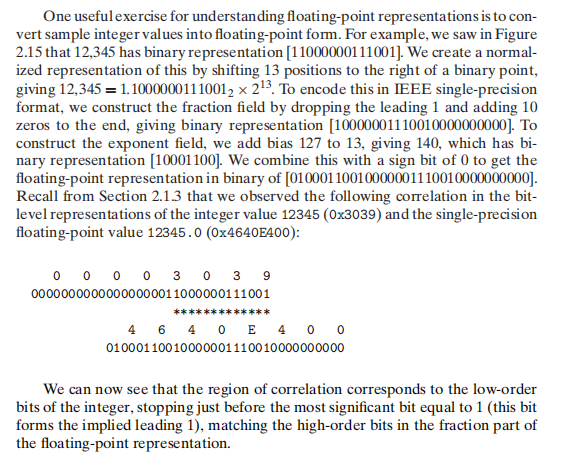 One useful exercise for understanding floating-point representations is to con-
vert sample integer values into floating-point form. For example, we saw in Figure
2.15 that 12,345 has binary representation [11000000111001]. We create a normal-
ized representation of this by shifting 13 positions to the right of a binary point,
giving 12,345 = 1.1000000111001₂ × 2¹³. To encode this in IEEE single-precision
format, we construct the fraction field by dropping the leading 1 and adding 10
zeros to the end, giving binary representation [10000001110010000000000]. To
construct the exponent field, we add bias 127 to 13, giving 140, which has bi-
nary representation [10001100]. We combine this with a sign bit of 0 to get the
floating-point representation in binary of [01000110010000001110010000000000].
Recall from Section 2.1.3 that we observed the following correlation in the bit-
level representations of the integer value 12345 (0x3039) and the single-precision
floating-point value 12345.0 (0x4640E400):
0 0 0 0 3 0 3 9
00000000000000000011000000111001
*************
4 6 4 0 E 4 0 0
01000110010000001110010000000000
We can now see that the region of correlation corresponds to the low-order
bits of the integer, stopping just before the most significant bit equal to 1 (this bit
forms the implied leading 1), matching the high-order bits in the fraction part of
the floating-point representation.